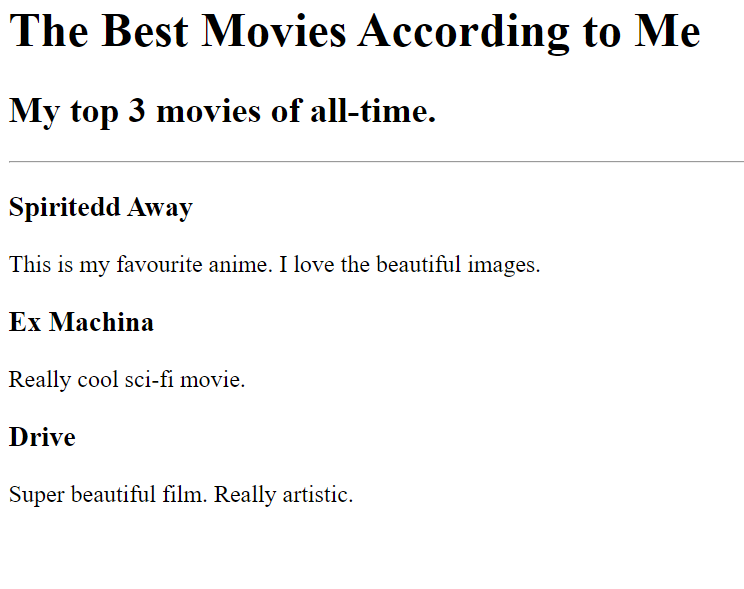 The Best Movies According to Me
My top 3 movies of all-time.
Spiritedd Away
This is my favourite anime. I love the beautiful images.
Ex Machina
Really cool sci-fi movie.
Drive
Super beautiful film. Really artistic.